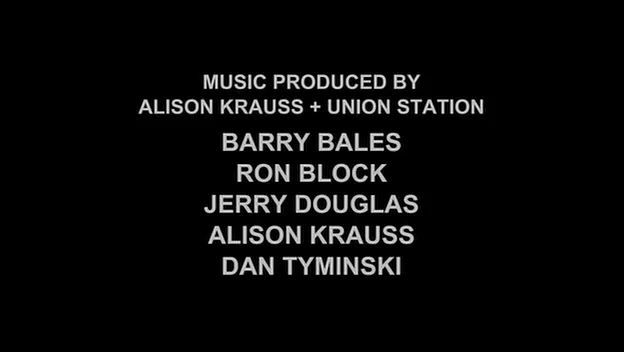 MUSIC PRODUCED BY
ALISON KRAUSS + UNION STATION
BARRY BALES
RON BLOCK
JERRY DOUGLAS
ALISON KRAUSS
DAN TYMINSKI